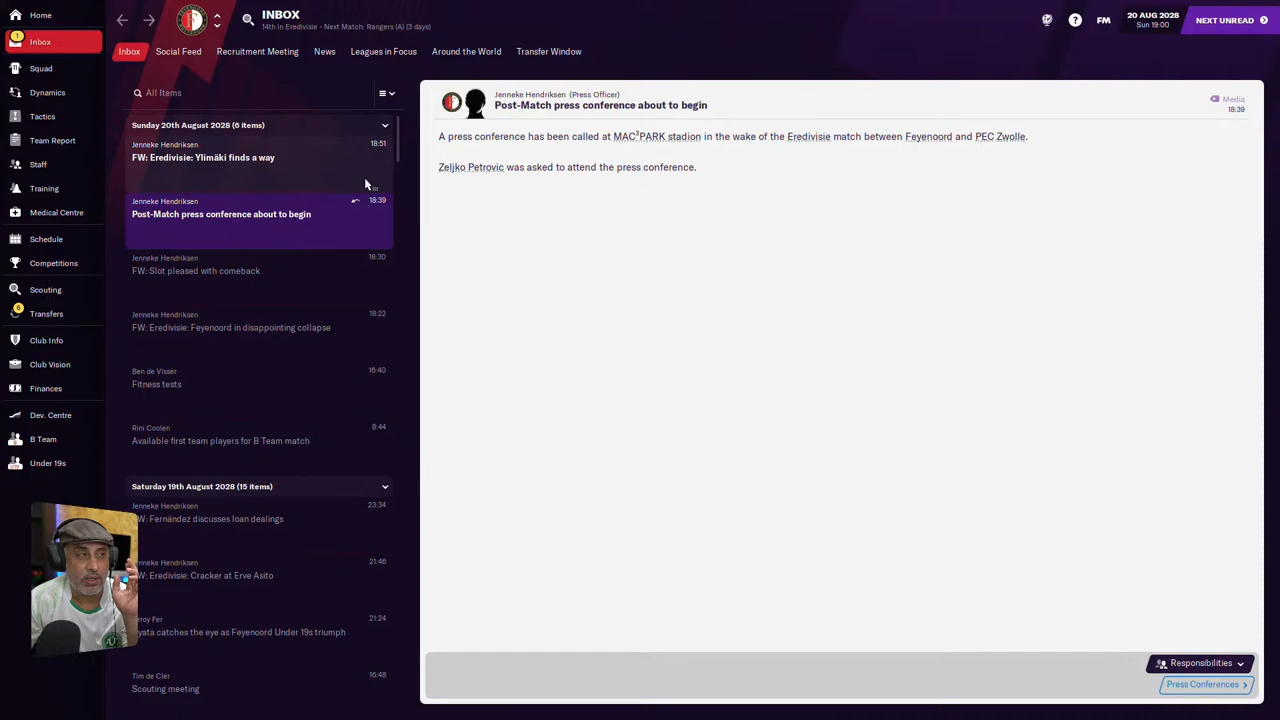 INBOX
14th in Eredivisie - Next Match: Rangers (A) (3 days)
FM
20 AUG 2028
Sun 19:00
NEXT UNREAD
Home
1
Inbox
Squad
Dynamics
Tactics
Team Report
Staff
Training
Medical Centre
Schedule
Competitions
Scouting
6
Transfers
Club Info
Club Vision
Finances
Dev. Centre
B Team
Under 19s
Inbox
Social Feed
Recruitment Meeting
News
Leagues in Focus
Around the World
Transfer Window
All Items
Sunday 20th August 2028 (6 items)
Jenneke Hendriksen 18:51
FW: Eredivisie: Ylimäki finds a way
Jenneke Hendriksen 18:39
Post-Match press conference about to begin
Jenneke Hendriksen 18:30
FW: Slot pleased with comeback
Jenneke Hendriksen 18:22
FW: Eredivisie: Feyenoord in disappointing collapse
Ben de Visser 16:40
Fitness tests
Rini Coolen 8:44
Available first team players for B Team match
Saturday 19th August 2028 (15 items)
Jenneke Hendriksen 23:34
W: Fernández discusses loan dealings
nneke Hendriksen 21:46
W: Eredivisie: Cracker at Erve Asito
eroy Fer 21:24
yata catches the eye as Feyenoord Under 19s triumph
Tim de Cler 16:48
Scouting meeting
Jenneke Hendriksen (Press Officer)
Post-Match press conference about to begin
Media
18:39
A press conference has been called at MAC³PARK stadion in the wake of the Eredivisie match between Feyenoord and PEC Zwolle.
Zeljko Petrovic was asked to attend the press conference.
Responsibilities
Press Conferences